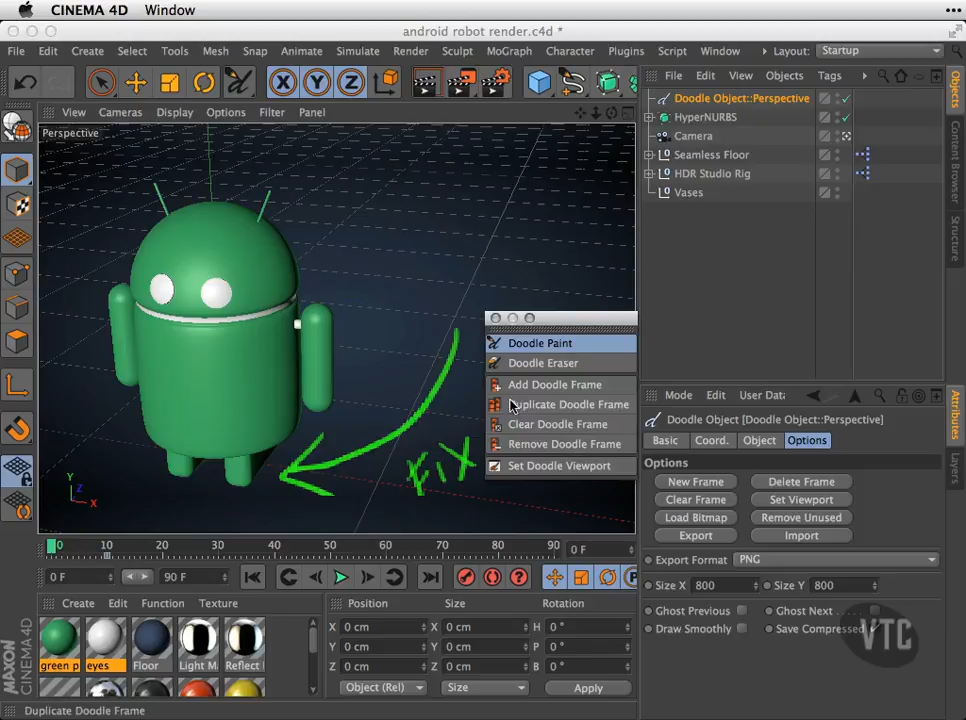 CINEMA 4D Window
android robot render.c4d *
File Edit Create Select Tools Mesh Snap Animate Simulate Render Sculpt MoGraph Character Plugins Script Window Layout: Startup
X Y Z
File Edit View Objects Tags
View Cameras Display Options Filter Panel
Perspective
Doodle Object::Perspective
HyperNURBS
Camera
Seamless Floor
HDR Studio Rig
Vases
Objects
Content Browser
Structure
Doodle Paint
Doodle Eraser
Add Doodle Frame
Duplicate Doodle Frame
Clear Doodle Frame
Remove Doodle Frame
Set Doodle Viewport
Fix
Y Z X
Mode Edit User Data
Doodle Object [Doodle Object::Perspective]
Basic Coord. Object Options
Options
New Frame Delete Frame
Clear Frame Set Viewport
Load Bitmap Remove Unused
Export Import
Export Format PNG
Size X 800 Size Y 800
Ghost Previous Ghost Next
Draw Smoothly Save Compressed
Attributes
Layers
VTC
0 10 20 30 40 50 60 70 80 90 0 F
0 F 90 F
Create Edit Function Texture
green p eyes Floor Light M Reflect
Position Size Rotation
X 0 cm X 0 cm H 0 °
Y 0 cm Y 0 cm P 0 °
Z 0 cm Z 0 cm B 0 °
Object (Rel) Size Apply
MAXON
CINEMA 4D
Duplicate Doodle Frame